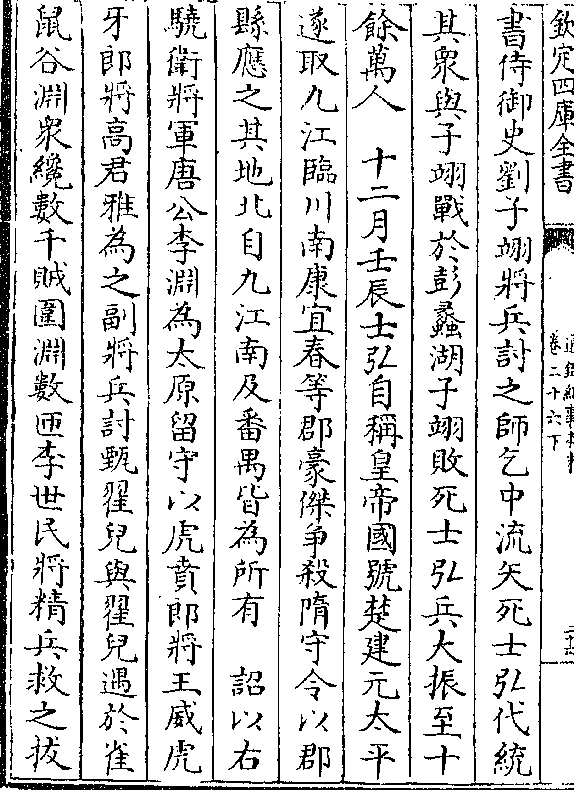 欽定四庫全書
卷二十六下
書侍御史劉子翊將兵討之師乞中流矢死士弘代統
其衆與子翊戰於彭蠡湖子翊敗死士弘兵大振至十
餘萬人　十二月壬辰士弘自稱皇帝國號楚建元太平
遂取九江臨川南康宜春等郡豪傑爭殺隋守令以郡
縣應之其地北自九江南及番禺皆為所有　詔以右
驍衛將軍唐公李淵為太原留守以虎賁郎將王威虎
牙郎將高君雅為之副將兵討甄翟兒與翟兒遇於雀
鼠谷淵衆纔數千賊圍淵數匝李世民將精兵救之拔